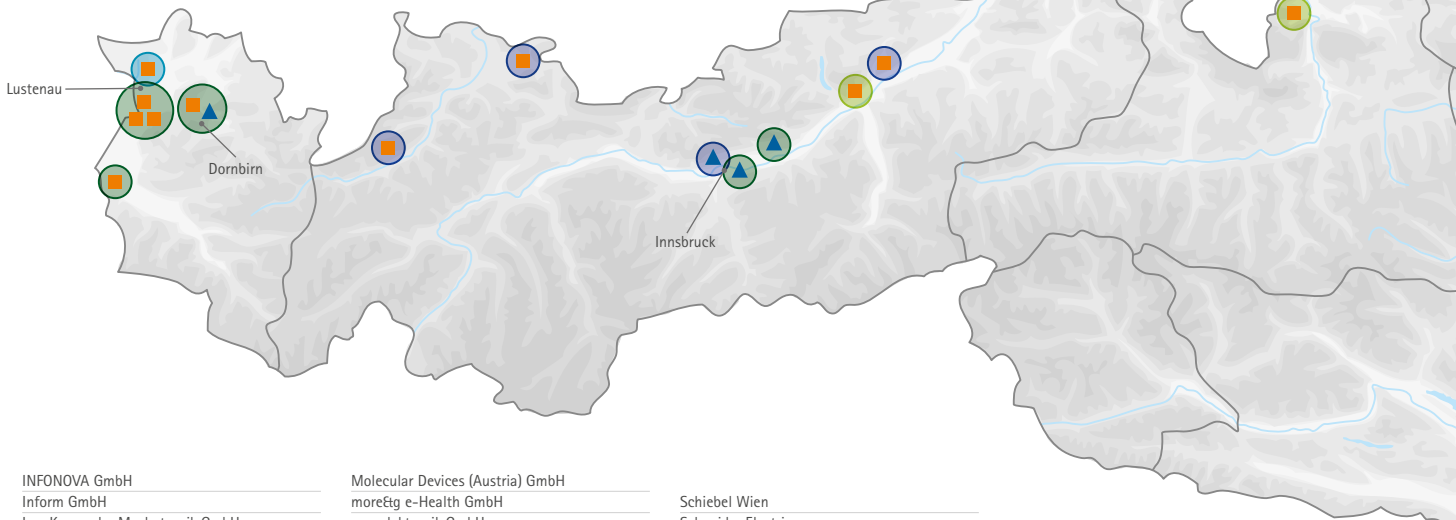 Lustenau
Dornbirn
Innsbruck
INFONOVA GmbH
Inform GmbH
Molecular Devices (Austria) GmbH
more&tg e-Health GmbH
Schiebel Wien